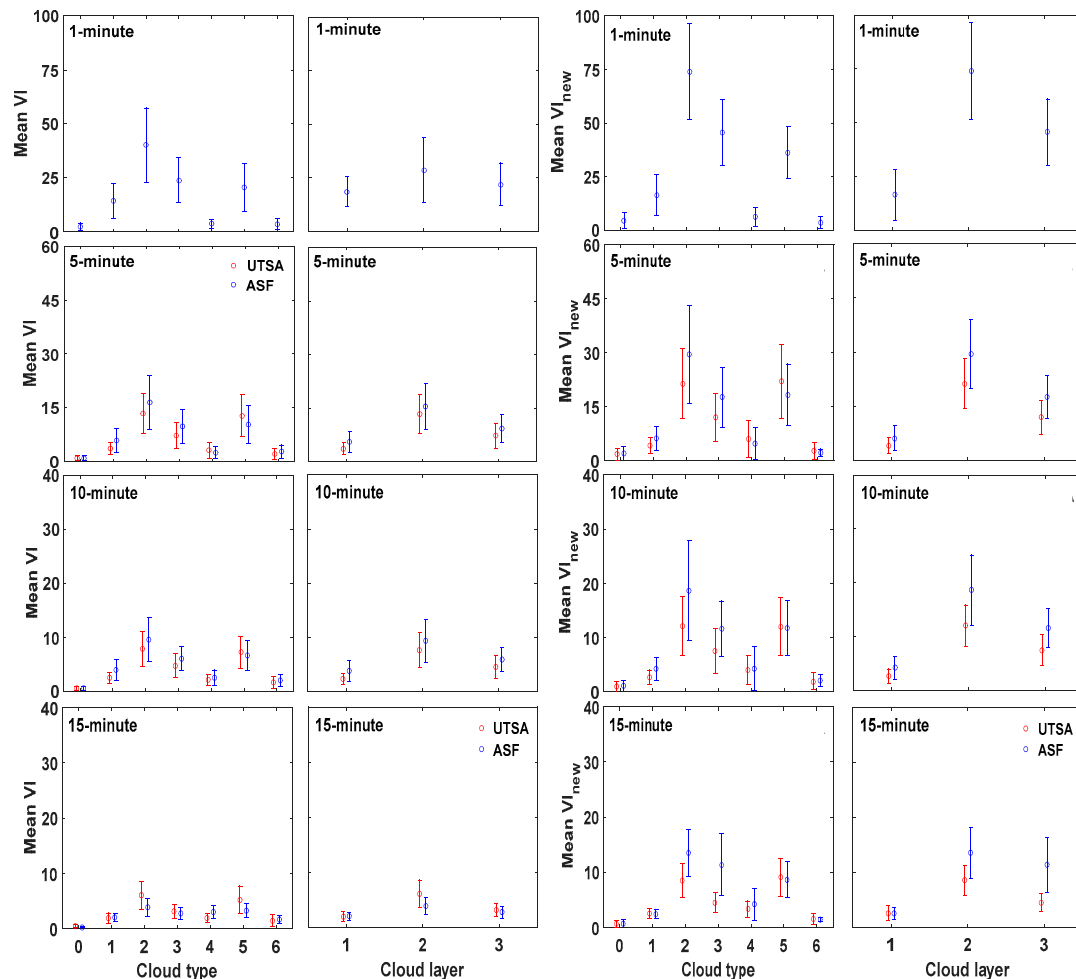 1-minute
1-minute
1-minute
1-minute
100
75
50
25
0
Mean VI
100
75
50
25
0
Mean VI_new
5-minute
5-minute
5-minute
5-minute
UTSA
ASF
60
45
30
15
0
Mean VI
60
45
30
15
0
Mean VI_new
10-minute
10-minute
10-minute
10-minute
40
30
20
10
0
Mean VI
40
30
20
10
0
Mean VI_new
15-minute
15-minute
15-minute
15-minute
UTSA
ASF
UTSA
ASF
40
30
20
10
0
Mean VI
40
30
20
10
0
Mean VI_new
0 1 2 3 4 5 6
1 2 3
0 1 2 3 4 5 6
1 2 3
Cloud type
Cloud layer
Cloud type
Cloud layer